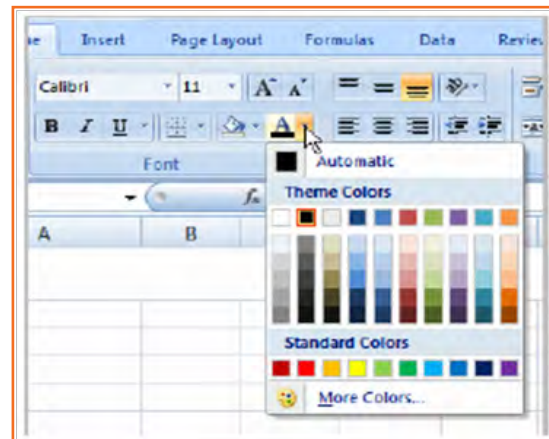 Insert Page Layout Formulas Data
Calibri 11 A A
B I U A
Font
fx
A B
Automatic
Theme Colors
Standard Colors
More Colors...